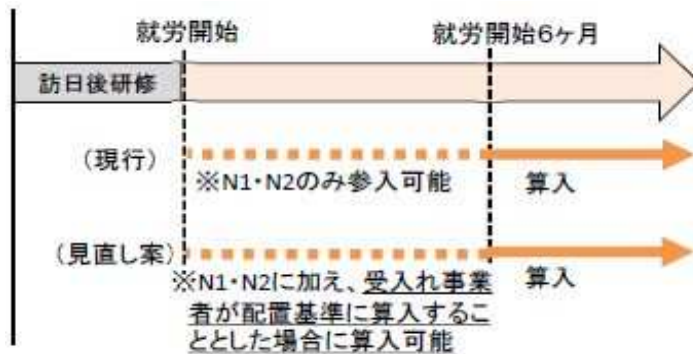 就労開始
就労開始6ヶ月
訪日後研修
(現行)
※N1・N2のみ参入可能
算入
(見直し案)
※N1・N2に加え、受入れ事業
者が配置基準に算入するこ
ととした場合に算入可能
算入